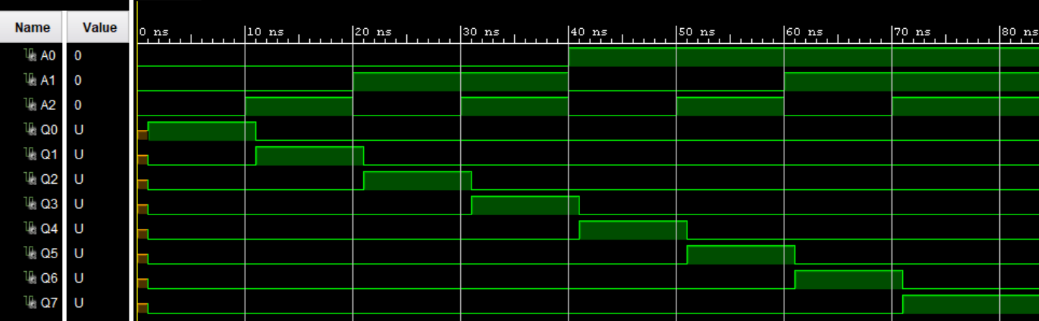 Name Value
0 ns 10 ns 20 ns 30 ns 40 ns 50 ns 60 ns 70 ns 80 ns
A0 0
A1 0
A2 0
Q0 U
Q1 U
Q2 U
Q3 U
Q4 U
Q5 U
Q6 U
Q7 U